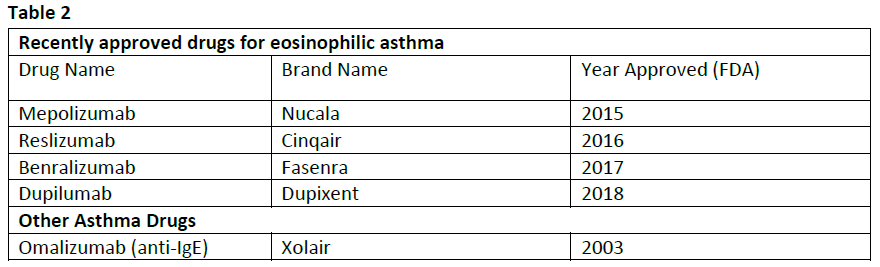 Table 2
Recently approved drugs for eosinophilic asthma
Drug Name Brand Name Year Approved (FDA)
Mepolizumab Nucala 2015
Reslizumab Cinqair 2016
Benralizumab Fasenra 2017
Dupilumab Dupixent 2018
Other Asthma Drugs
Omalizumab (anti-IgE) Xolair 2003